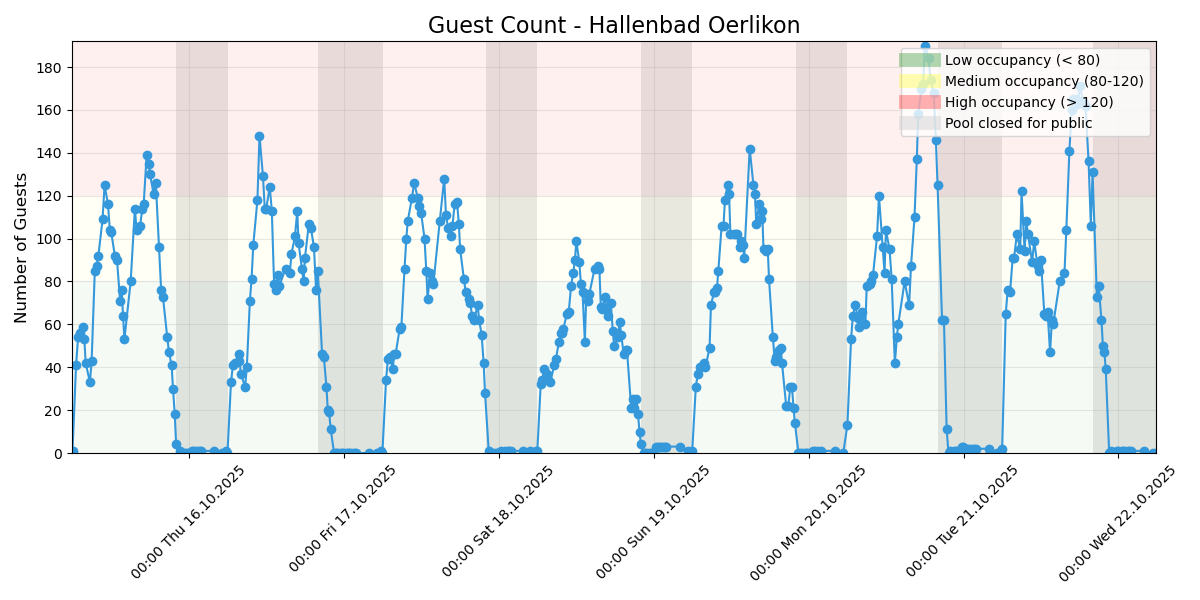 Guest Count - Hallenbad Oerlikon
Number of Guests
180
160
140
120
100
80
60
40
20
0
Low occupancy (< 80)
Medium occupancy (80-120)
High occupancy (> 120)
Pool closed for public
00:00 Thu 16.10.2025
00:00 Fri 17.10.2025
00:00 Sat 18.10.2025
00:00 Sun 19.10.2025
00:00 Mon 20.10.2025
00:00 Tue 21.10.2025
00:00 Wed 22.10.2025